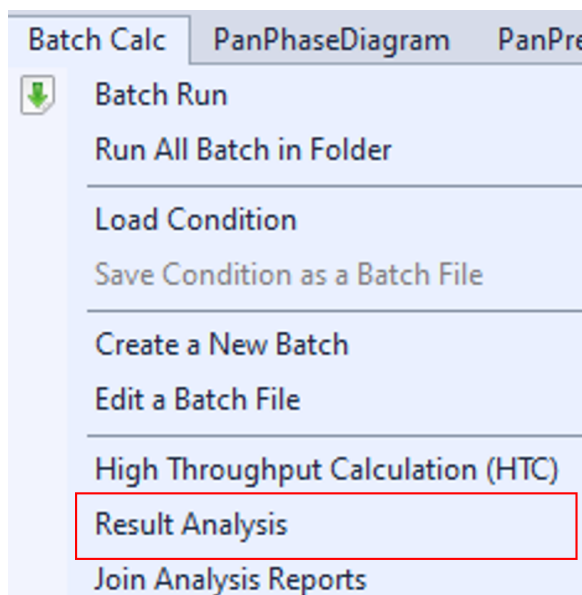 Batch Calc PanPhaseDiagram PanPre
Batch Run
Run All Batch in Folder
Load Condition
Save Condition as a Batch File
Create a New Batch
Edit a Batch File
High Throughput Calculation (HTC)
Result Analysis
Join Analysis Reports